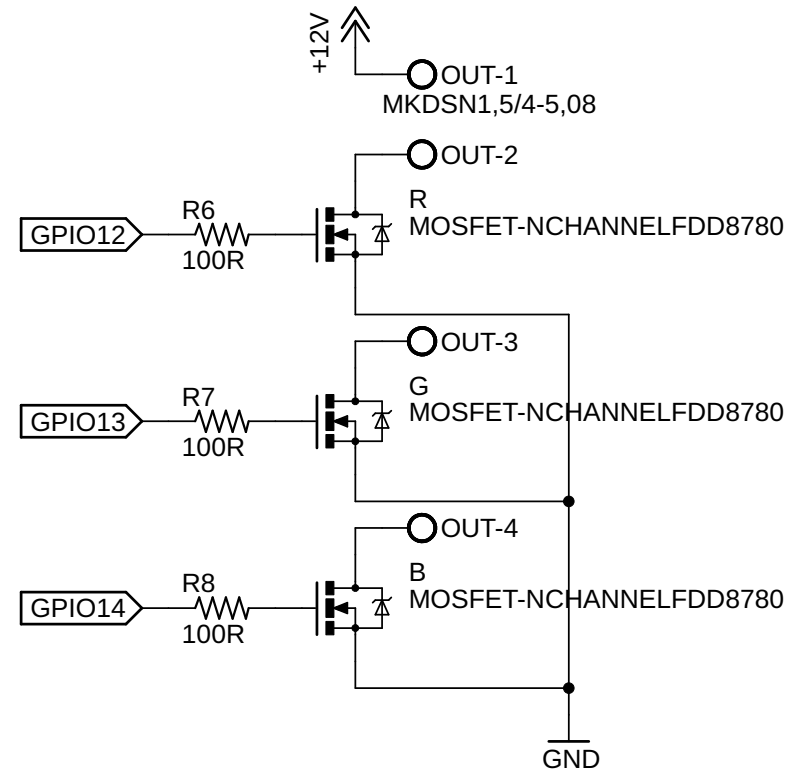 +12V
OUT-1
MKDSN1,5/4-5,08
OUT-2
R
MOSFET-NCHANNELFDD8780
R6
GPIO12
100R
OUT-3
G
MOSFET-NCHANNELFDD8780
R7
GPIO13
100R
OUT-4
B
MOSFET-NCHANNELFDD8780
R8
GPIO14
100R
GND